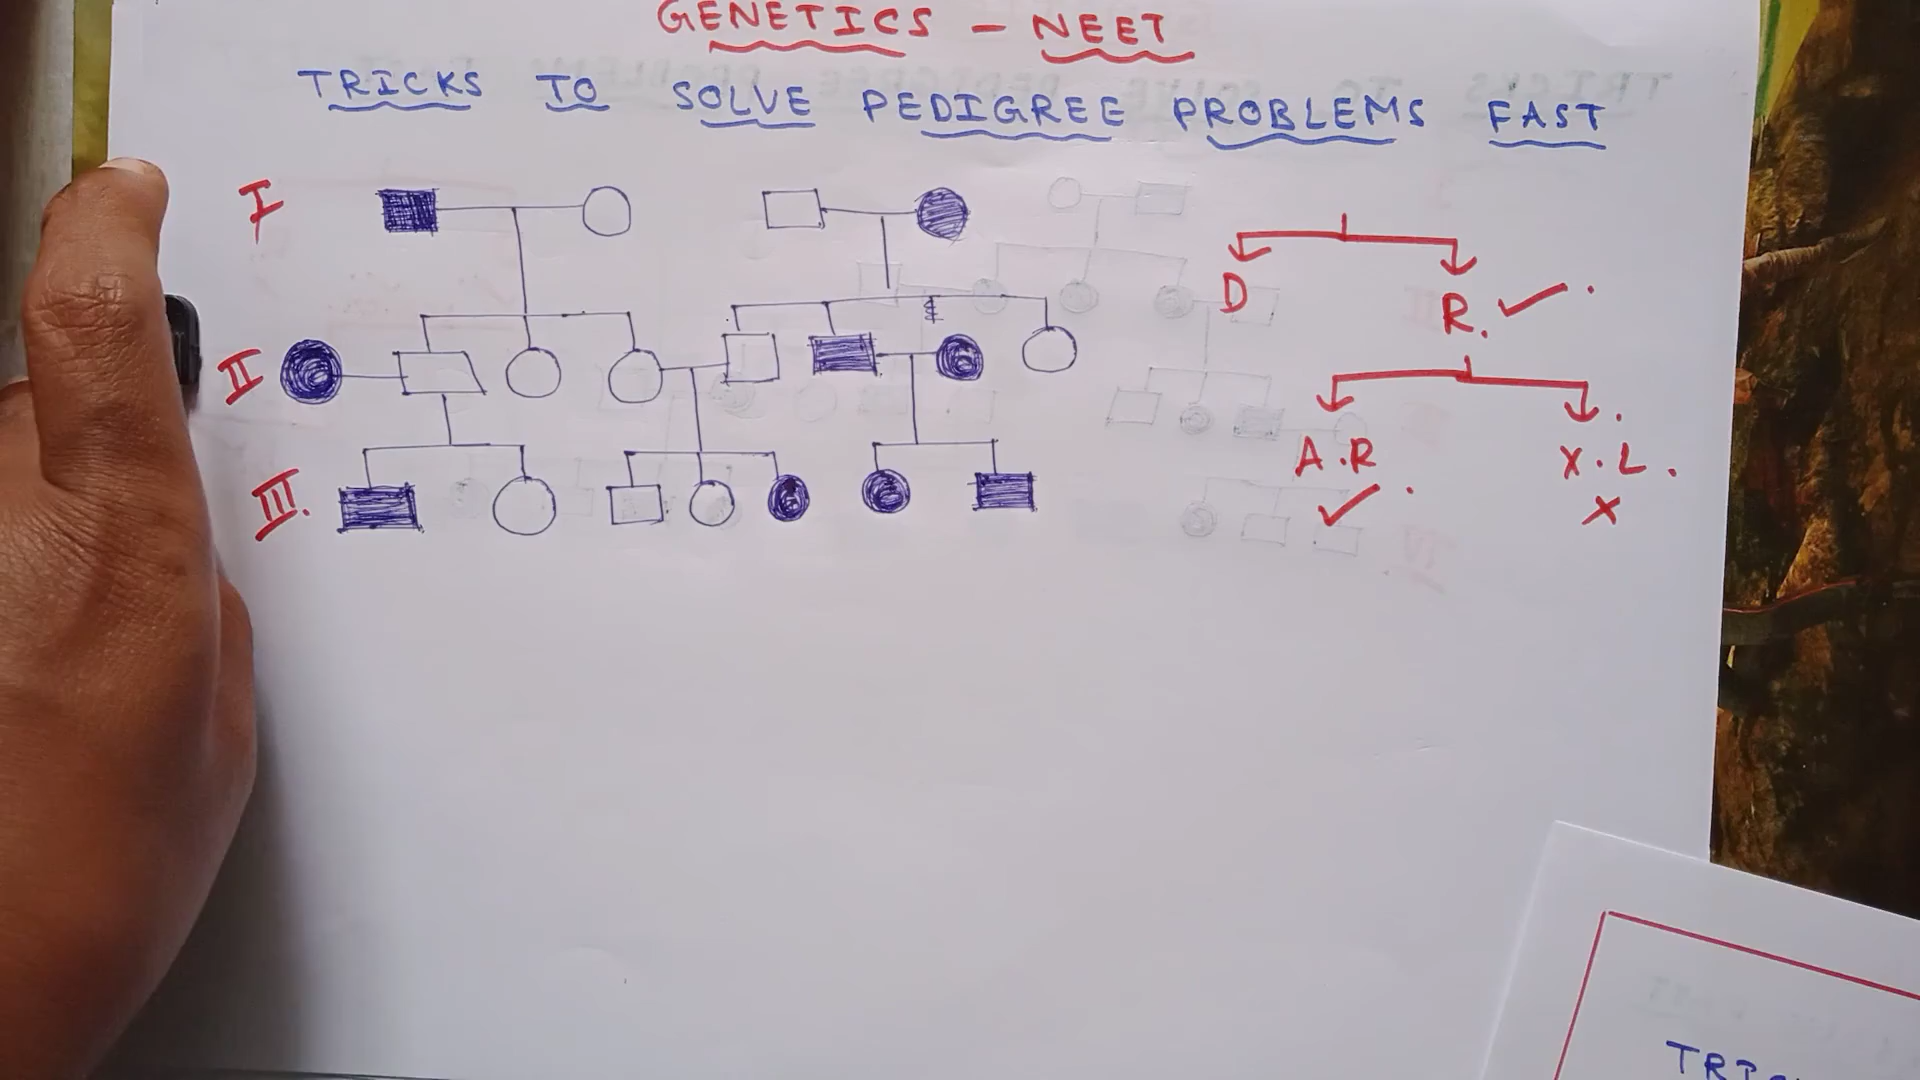 GENETICS - NEET
TRICKS TO SOLVE PEDIGREE PROBLEMS FAST
I
D
R.
II
A.R
X.L.
III.